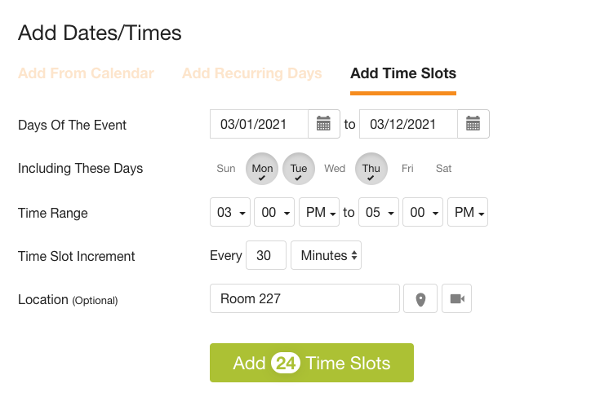 Add Dates/Times
Add From Calendar Add Recurring Days Add Time Slots
Days Of The Event 03/01/2021 to 03/12/2021
Including These Days Sun Mon Tue Wed Thu Fri Sat
Time Range 03 00 PM to 05 00 PM
Time Slot Increment Every 30 Minutes
Location (Optional) Room 227
Add 24 Time Slots